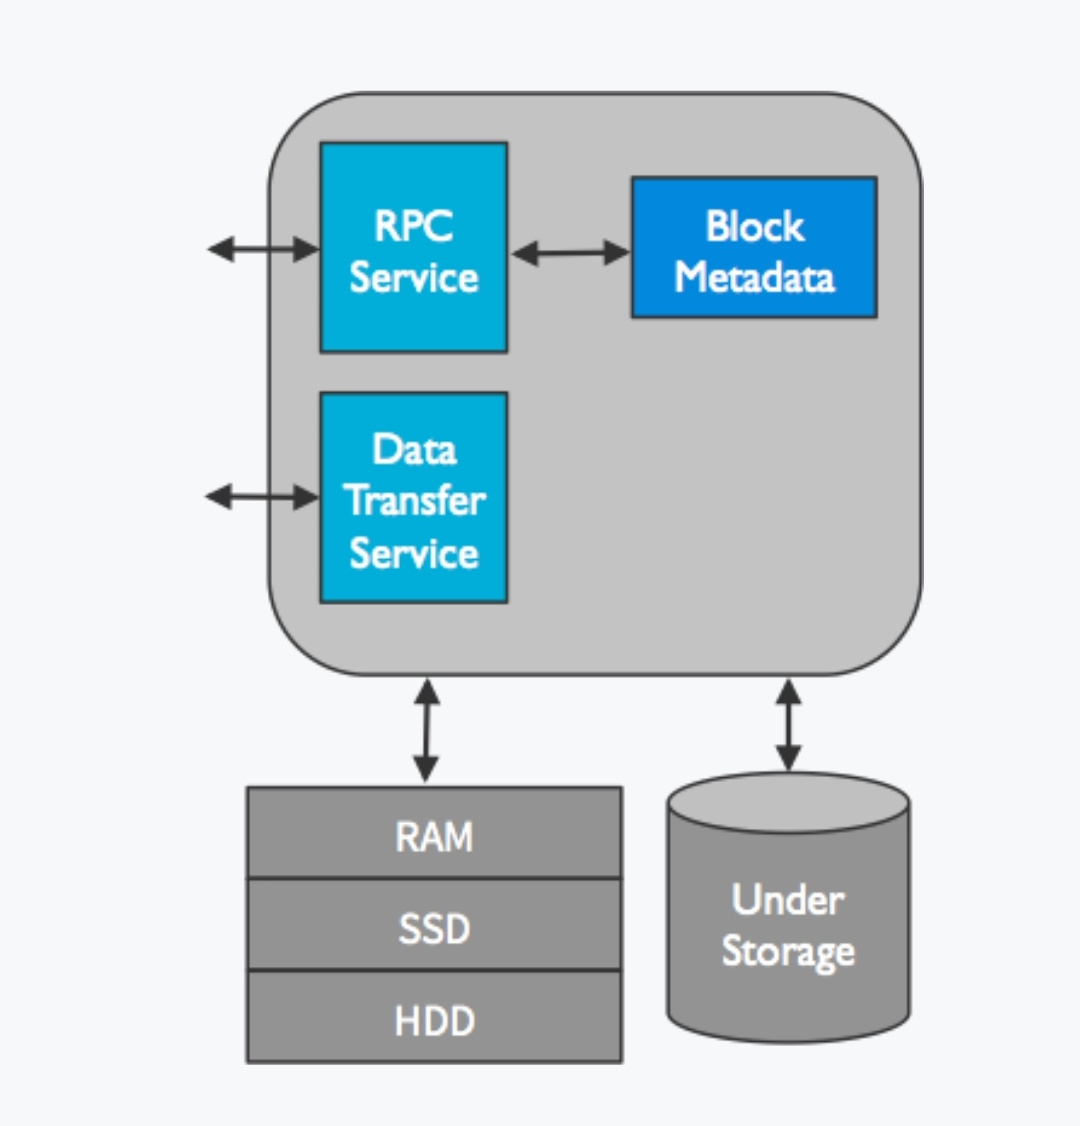 RPC
Service
Block
Metadata
Data
Transfer
Service
RAM
SSD
HDD
Under
Storage